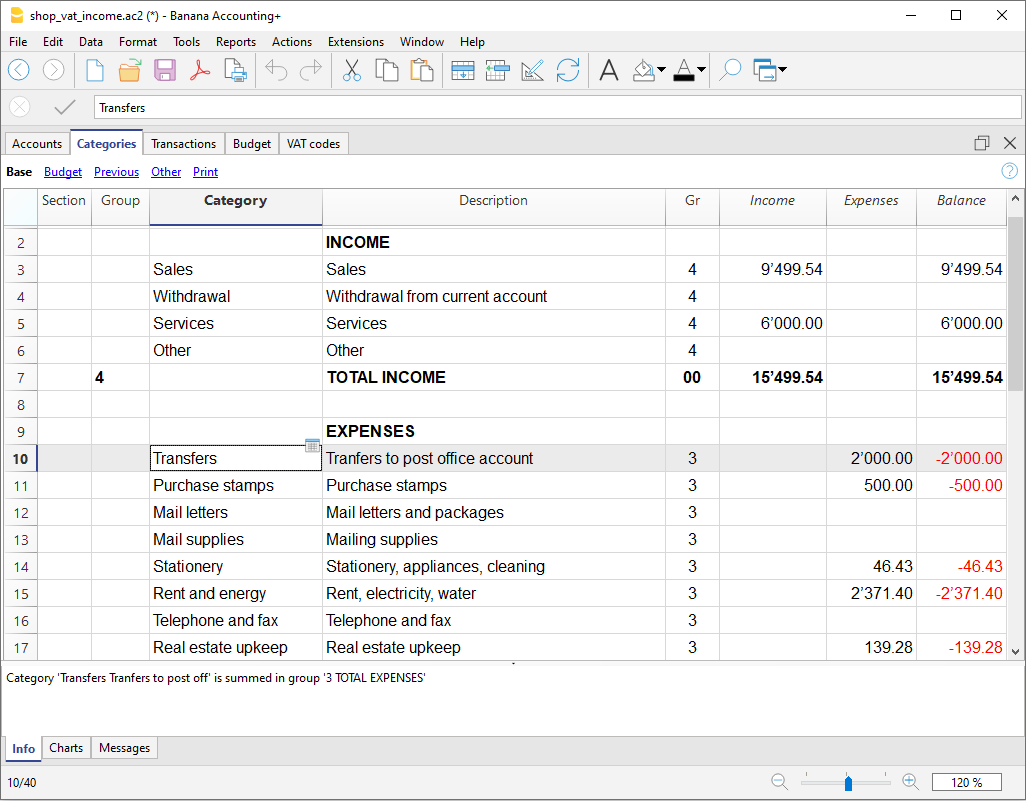 shop_vat_income.ac2 (*) - Banana Accounting+
File Edit Data Format Tools Reports Actions Extensions Window Help
Transfers
Accounts Categories Transactions Budget VAT codes
Base Budget Previous Other Print
Section Group Category Description Gr Income Expenses Balance
2 INCOME
3 Sales Sales 4 9’499.54 9’499.54
4 Withdrawal Withdrawal from current account 4
5 Services Services 4 6’000.00 6’000.00
6 Other Other 4
7 4 TOTAL INCOME 00 15’499.54 15’499.54
8
9 EXPENSES
10 Transfers Tranfers to post office account 3 2’000.00 -2’000.00
11 Purchase stamps Purchase stamps 3 500.00 -500.00
12 Mail letters Mail letters and packages 3
13 Mail supplies Mailing supplies 3
14 Stationery Stationery, appliances, cleaning 3 46.43 -46.43
15 Rent and energy Rent, electricity, water 3 2’371.40 -2’371.40
16 Telephone and fax Telephone and fax 3
17 Real estate upkeep Real estate upkeep 3 139.28 -139.28
Category 'Transfers Tranfers to post off' is summed in group '3 TOTAL EXPENSES'
Info Charts Messages
10/40 120 %